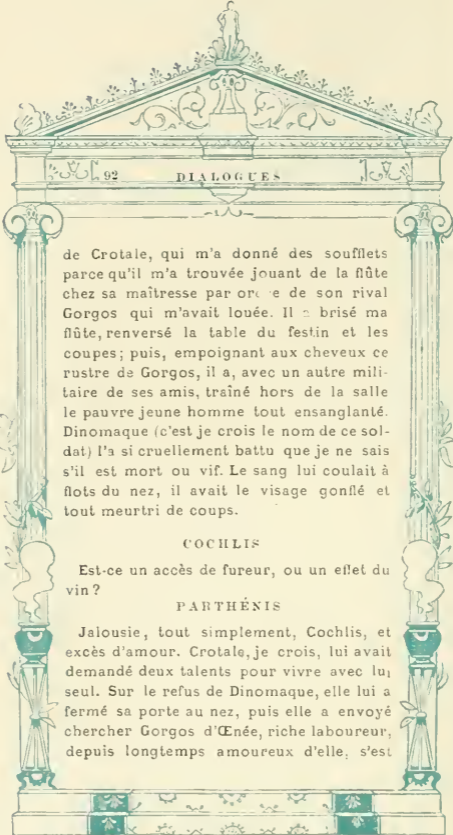 92 DIALOGUES
de Crotale, qui m'a donné des soufflets
parce qu'il m'a trouvée jouant de la flûte
chez sa maîtresse par de son rival
Gorgos qui m'avait louée. Il brisé ma
flûte, renversé la table du festin et les
coupes; puis, empoignant aux cheveux ce
rustre de Gorgos, il a, avec un autre mili-
taire de ses amis, traîné hors de la salle
le pauvre jeune homme tout ensanglanté.
Dinomaque (c'est je crois le nom de ce sol-
dat) l'a si cruellement battu que je ne sais
s'il est mort ou vif. Le sang lui coulait à
flots du nez, il avait le visage gonflé et
tout meurtri de coups.
COCHLIS
Est-ce un accès de fureur, ou un effet du
vin?
PARTHÉNIS
Jalousie, tout simplement, Cochlis, et
excès d'amour. Crotale, je crois, lui avait
demandé deux talents pour vivre avec lui
seul. Sur le refus de Dinomaque, elle lui a
fermé sa porte au nez, puis elle a envoyé
chercher Gorgos d'Œnée, riche laboureur,
depuis longtemps amoureux d'elle, s'est